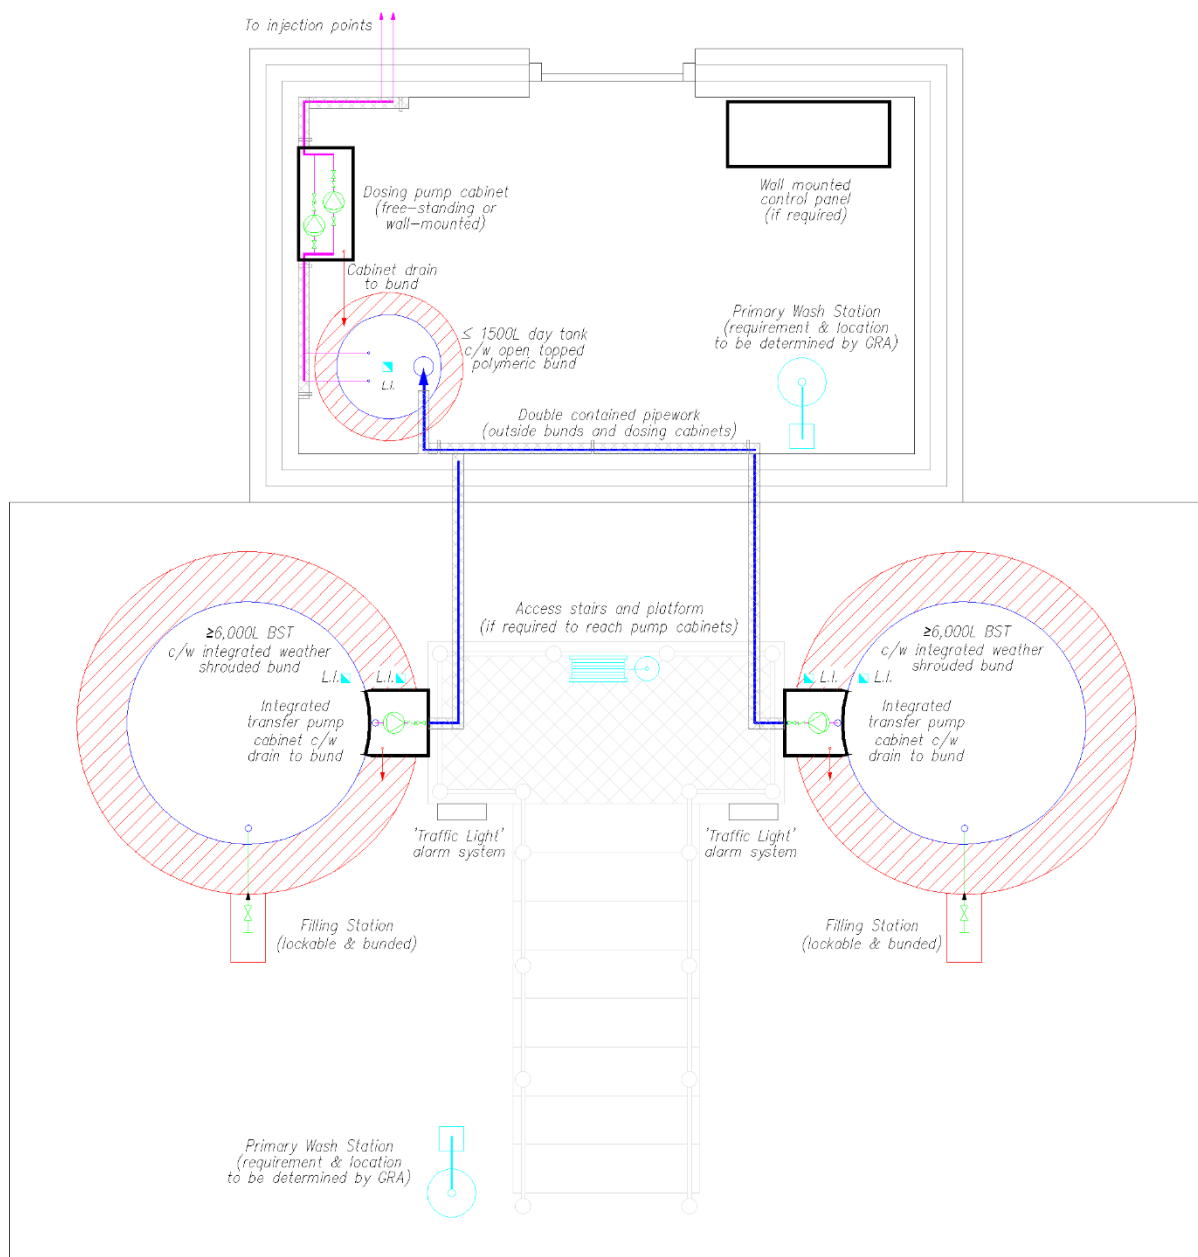 To injection points
Dosing pump cabinet
(free-standing or
wall-mounted)
Wall mounted
control panel
(if required)
Cabinet drain
to bund
≤ 1500L day tank
c/w open topped
polymeric bund
L.I.
Primary Wash Station
(requirement & location
to be determined by GRA)
Double contained pipework
(outside bunds and dosing cabinets)
Access stairs and platform
(if required to reach pump cabinets)
≥6,000L BST
c/w integrated weather
shrouded bund
L.I.
L.I.
Integrated
transfer pump
cabinet c/w
drain to bund
≥6,000L BST
c/w integrated weather
shrouded bund
L.I.
L.I.
Integrated
transfer pump
cabinet c/w
drain to bund
'Traffic Light'
alarm system
'Traffic Light'
alarm system
Filling Station
(lockable & bunded)
Filling Station
(lockable & bunded)
Primary Wash Station
(requirement & location
to be determined by GRA)